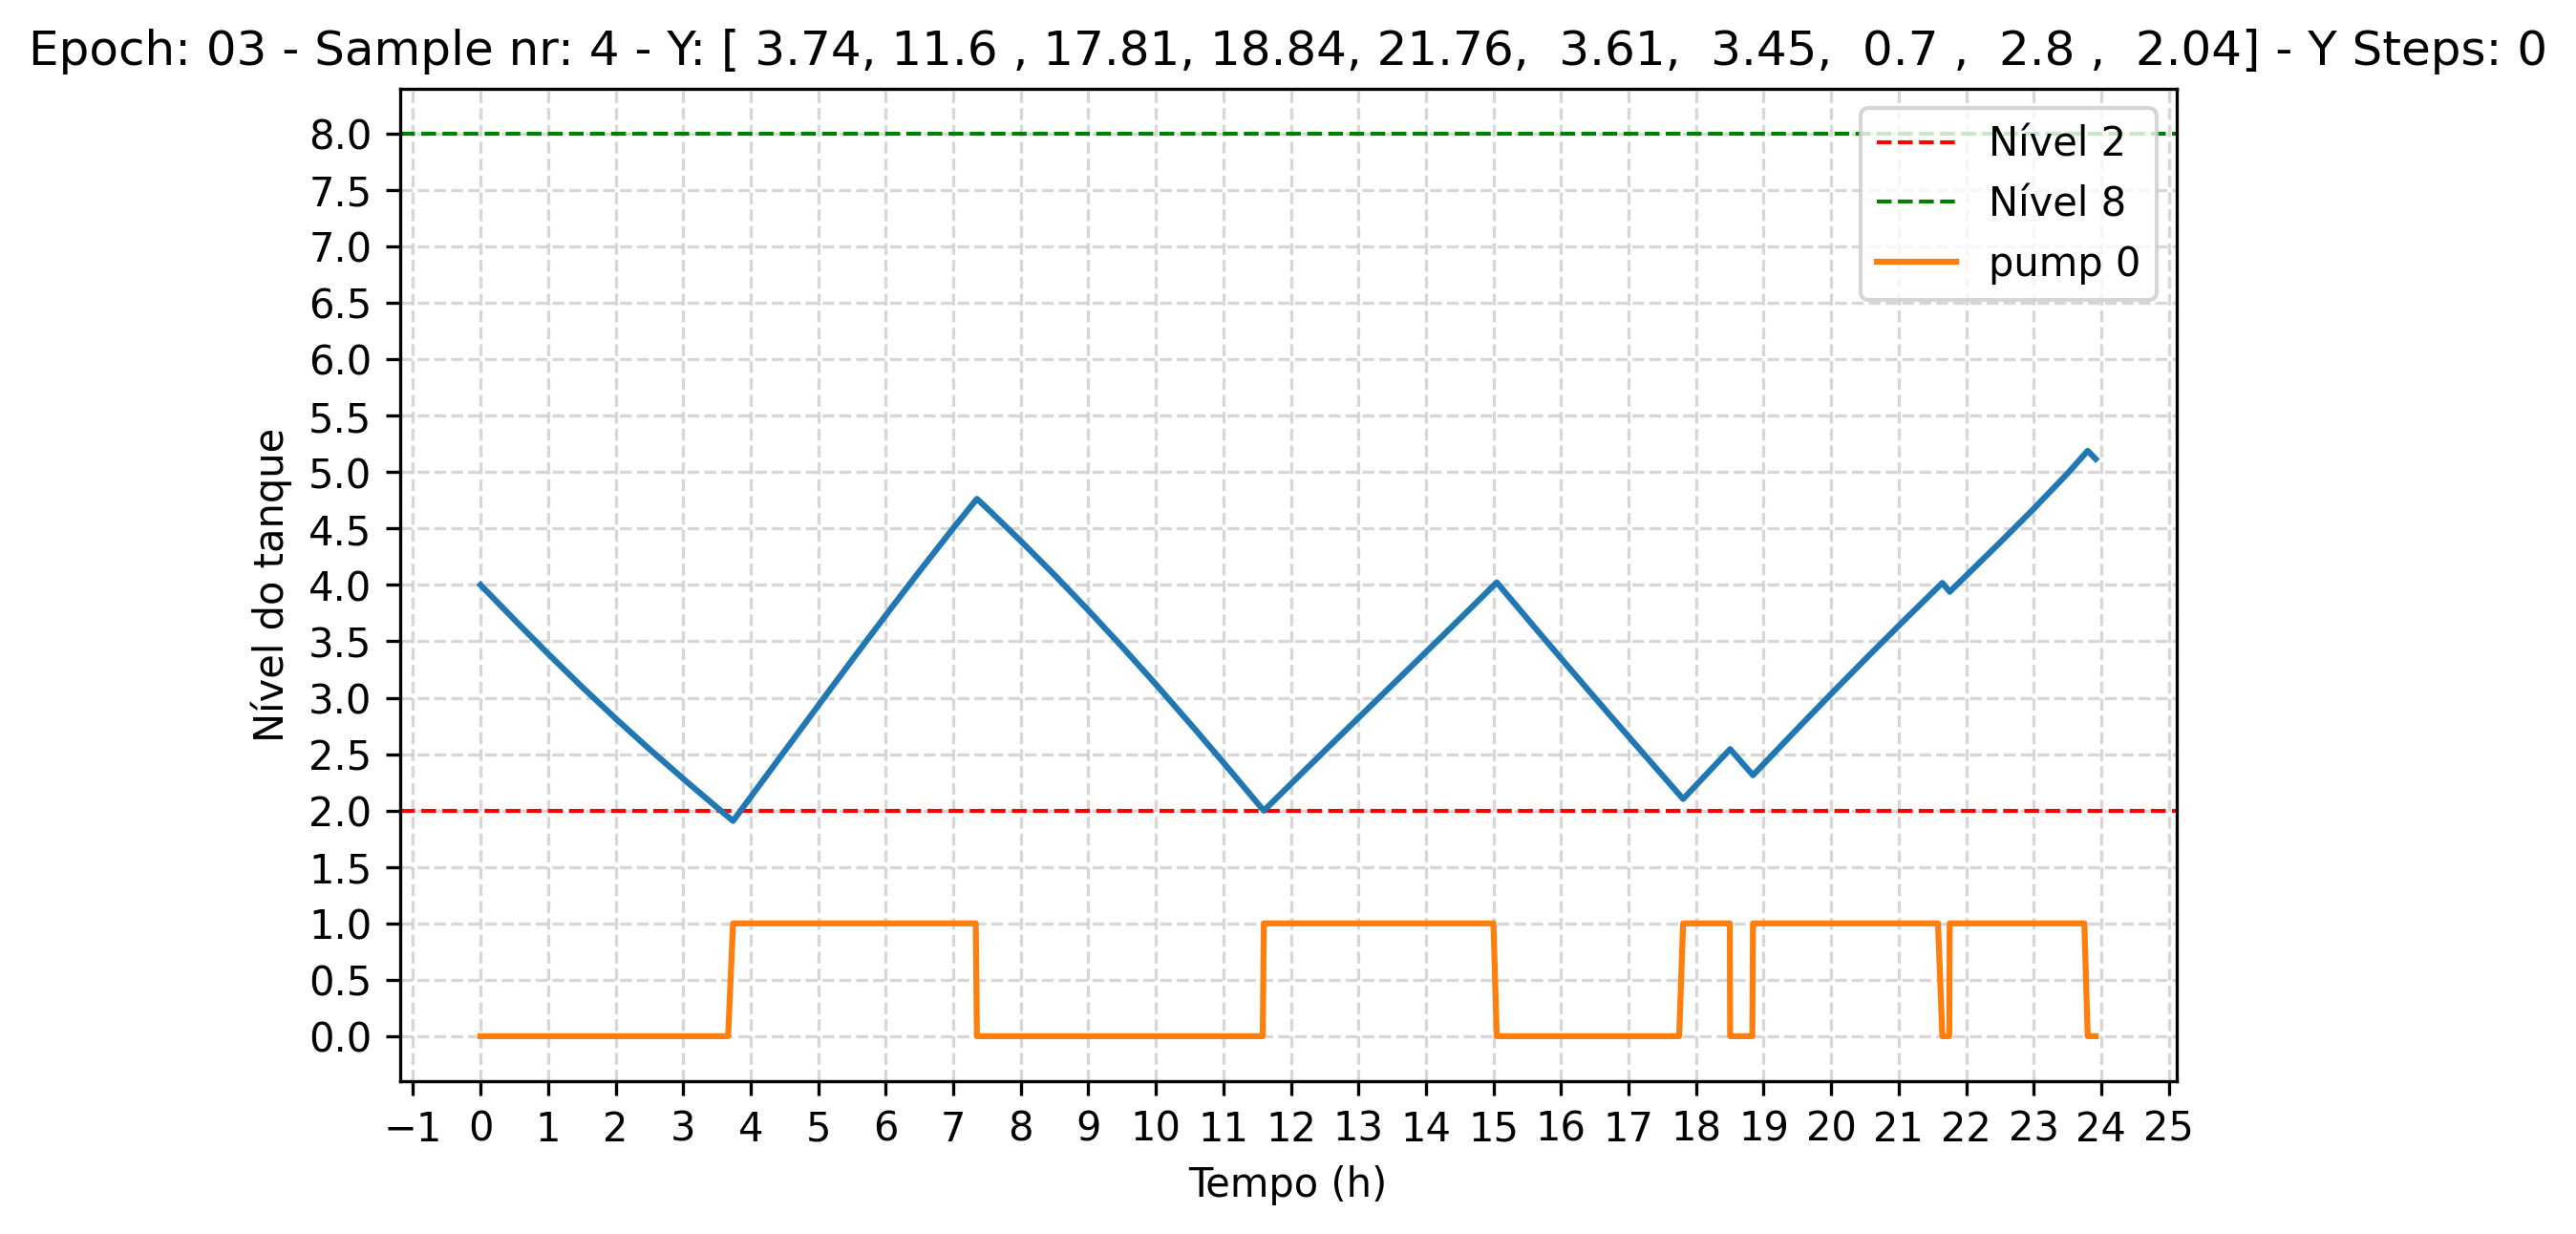 Epoch: 03 - Sample nr: 4 - Y: [ 3.74, 11.6 , 17.81, 18.84, 21.76,  3.61,  3.45,  0.7 ,  2.8 ,  2.04] - Y Steps: 0
8.0
7.5
7.0
6.5
6.0
5.5
5.0
4.5
4.0
3.5
3.0
2.5
2.0
1.5
1.0
0.5
0.0
Nível do tanque
Nível 2
Nível 8
pump 0
−1 0 1 2 3 4 5 6 7 8 9 10 11 12 13 14 15 16 17 18 19 20 21 22 23 24 25
Tempo (h)